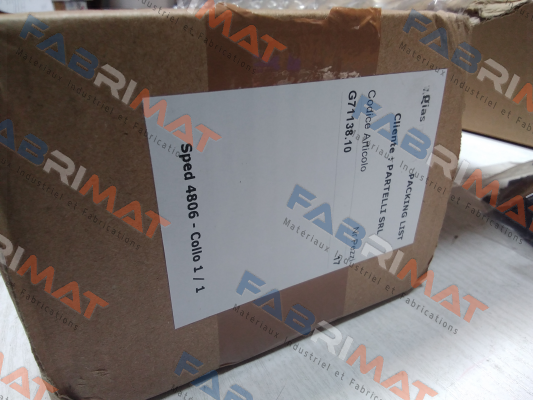 PACKING LIST
Cliente : PARTELLI SRL
Codice Articolo
G71138.10
Sped 4806 - Collo 1 / 1
FABRIMAT
Materiaux Industriel et Fabrications